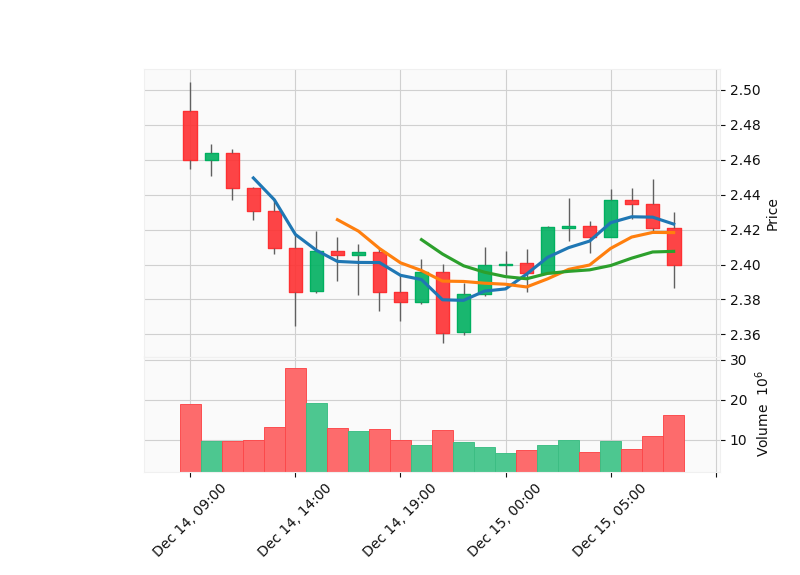 2.50
2.48
2.46
2.44
2.42
2.40
2.38
2.36
Price
30
20
10
Volume 10^6
Dec 14, 09:00
Dec 14, 14:00
Dec 14, 19:00
Dec 15, 00:00
Dec 15, 05:00